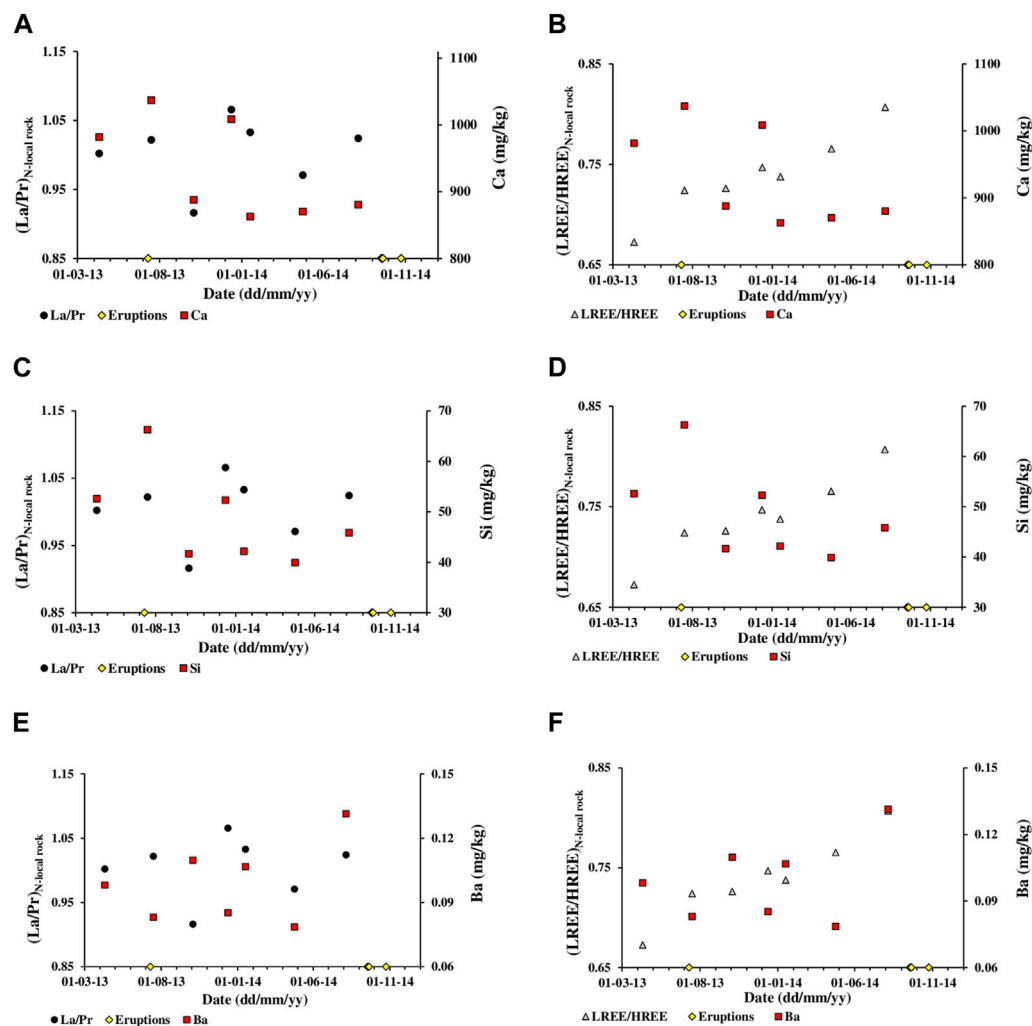 A
(La/Pr)N-local rock
1.15
1.05
0.95
0.85
1100
1000
900
800
Ca (mg/kg)
01-03-13 01-08-13 01-01-14 01-06-14 01-11-14
Date (dd/mm/yy)
La/Pr Eruptions Ca
B
(LREE/HREE)N-local rock
0.85
0.75
0.65
1100
1000
900
800
Ca (mg/kg)
01-03-13 01-08-13 01-01-14 01-06-14 01-11-14
Date (dd/mm/yy)
LREE/HREE Eruptions Ca
C
(La/Pr)N-local rock
1.15
1.05
0.95
0.85
70
60
50
40
30
Si (mg/kg)
01-03-13 01-08-13 01-01-14 01-06-14 01-11-14
Date (dd/mm/yy)
La/Pr Eruptions Si
D
(LREE/HREE)N-local rock
0.85
0.75
0.65
70
60
50
40
30
Si (mg/kg)
01-03-13 01-08-13 01-01-14 01-06-14 01-11-14
Date (dd/mm/yy)
LREE/HREE Eruptions Si
E
(La/Pr)N-local rock
1.15
1.05
0.95
0.85
0.15
0.12
0.09
0.06
Ba (mg/kg)
01-03-13 01-08-13 01-01-14 01-06-14 01-11-14
Date (dd/mm/yy)
La/Pr Eruptions Ba
F
(LREE/HREE)N-local rock
0.85
0.75
0.65
0.15
0.12
0.09
0.06
Ba (mg/kg)
01-03-13 01-08-13 01-01-14 01-06-14 01-11-14
Date (dd/mm/yy)
LREE/HREE Eruptions Ba